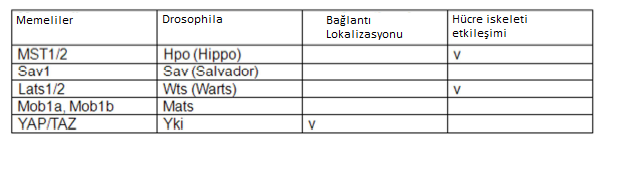 Memeliler Drosophila Bağlantı Lokalizasyonu Hücre iskeleti etkileşimi
MST1/2 Hpo (Hippo) v
Sav1 Sav (Salvador)
Lats1/2 Wts (Warts) v
Mob1a, Mob1b Mats
YAP/TAZ Yki v